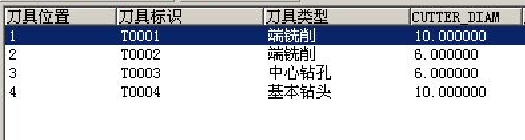 刀具位置 刀具标识 刀具类型 CUTTER_DIAM
1 T0001 端铣削 10.000000
2 T0002 端铣削 6.000000
3 T0003 中心钻孔 6.000000
4 T0004 基本钻头 10.000000